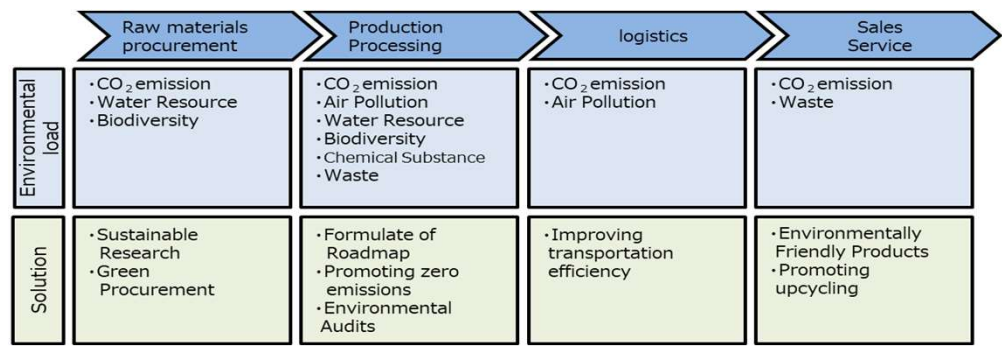 Raw materials
procurement
Production
Processing
logistics
Sales
Service
Environmental
load
・CO₂ emission
・Water Resource
・Biodiversity
・CO₂ emission
・Air Pollution
・Water Resource
・Biodiversity
・Chemical Substance
・Waste
・CO₂ emission
・Air Pollution
・CO₂ emission
・Waste
Solution
・Sustainable
Research
・Green
Procurement
・Formulate of
Roadmap
・Promoting zero
emissions
・Environmental
Audits
・Improving
transportation
efficiency
・Environmentally
Friendly Products
・Promoting
upcycling